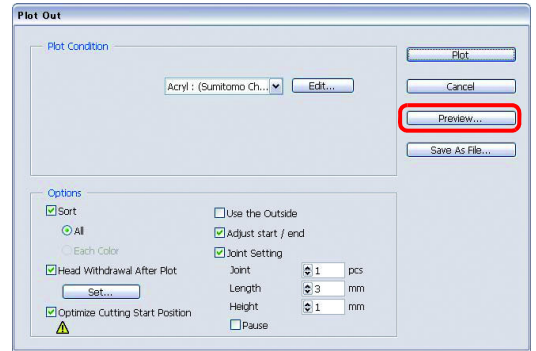 Plot Out
Plot Condition
Acryl : (Sumitomo Ch...
Edit...
Plot
Cancel
Preview...
Save As File...
Options
Sort
All
Each Color
Head Withdrawal After Plot
Set...
Optimize Cutting Start Position
Use the Outside
Adjust start / end
Joint Setting
Joint 1 pcs
Length 3 mm
Height 1 mm
Pause